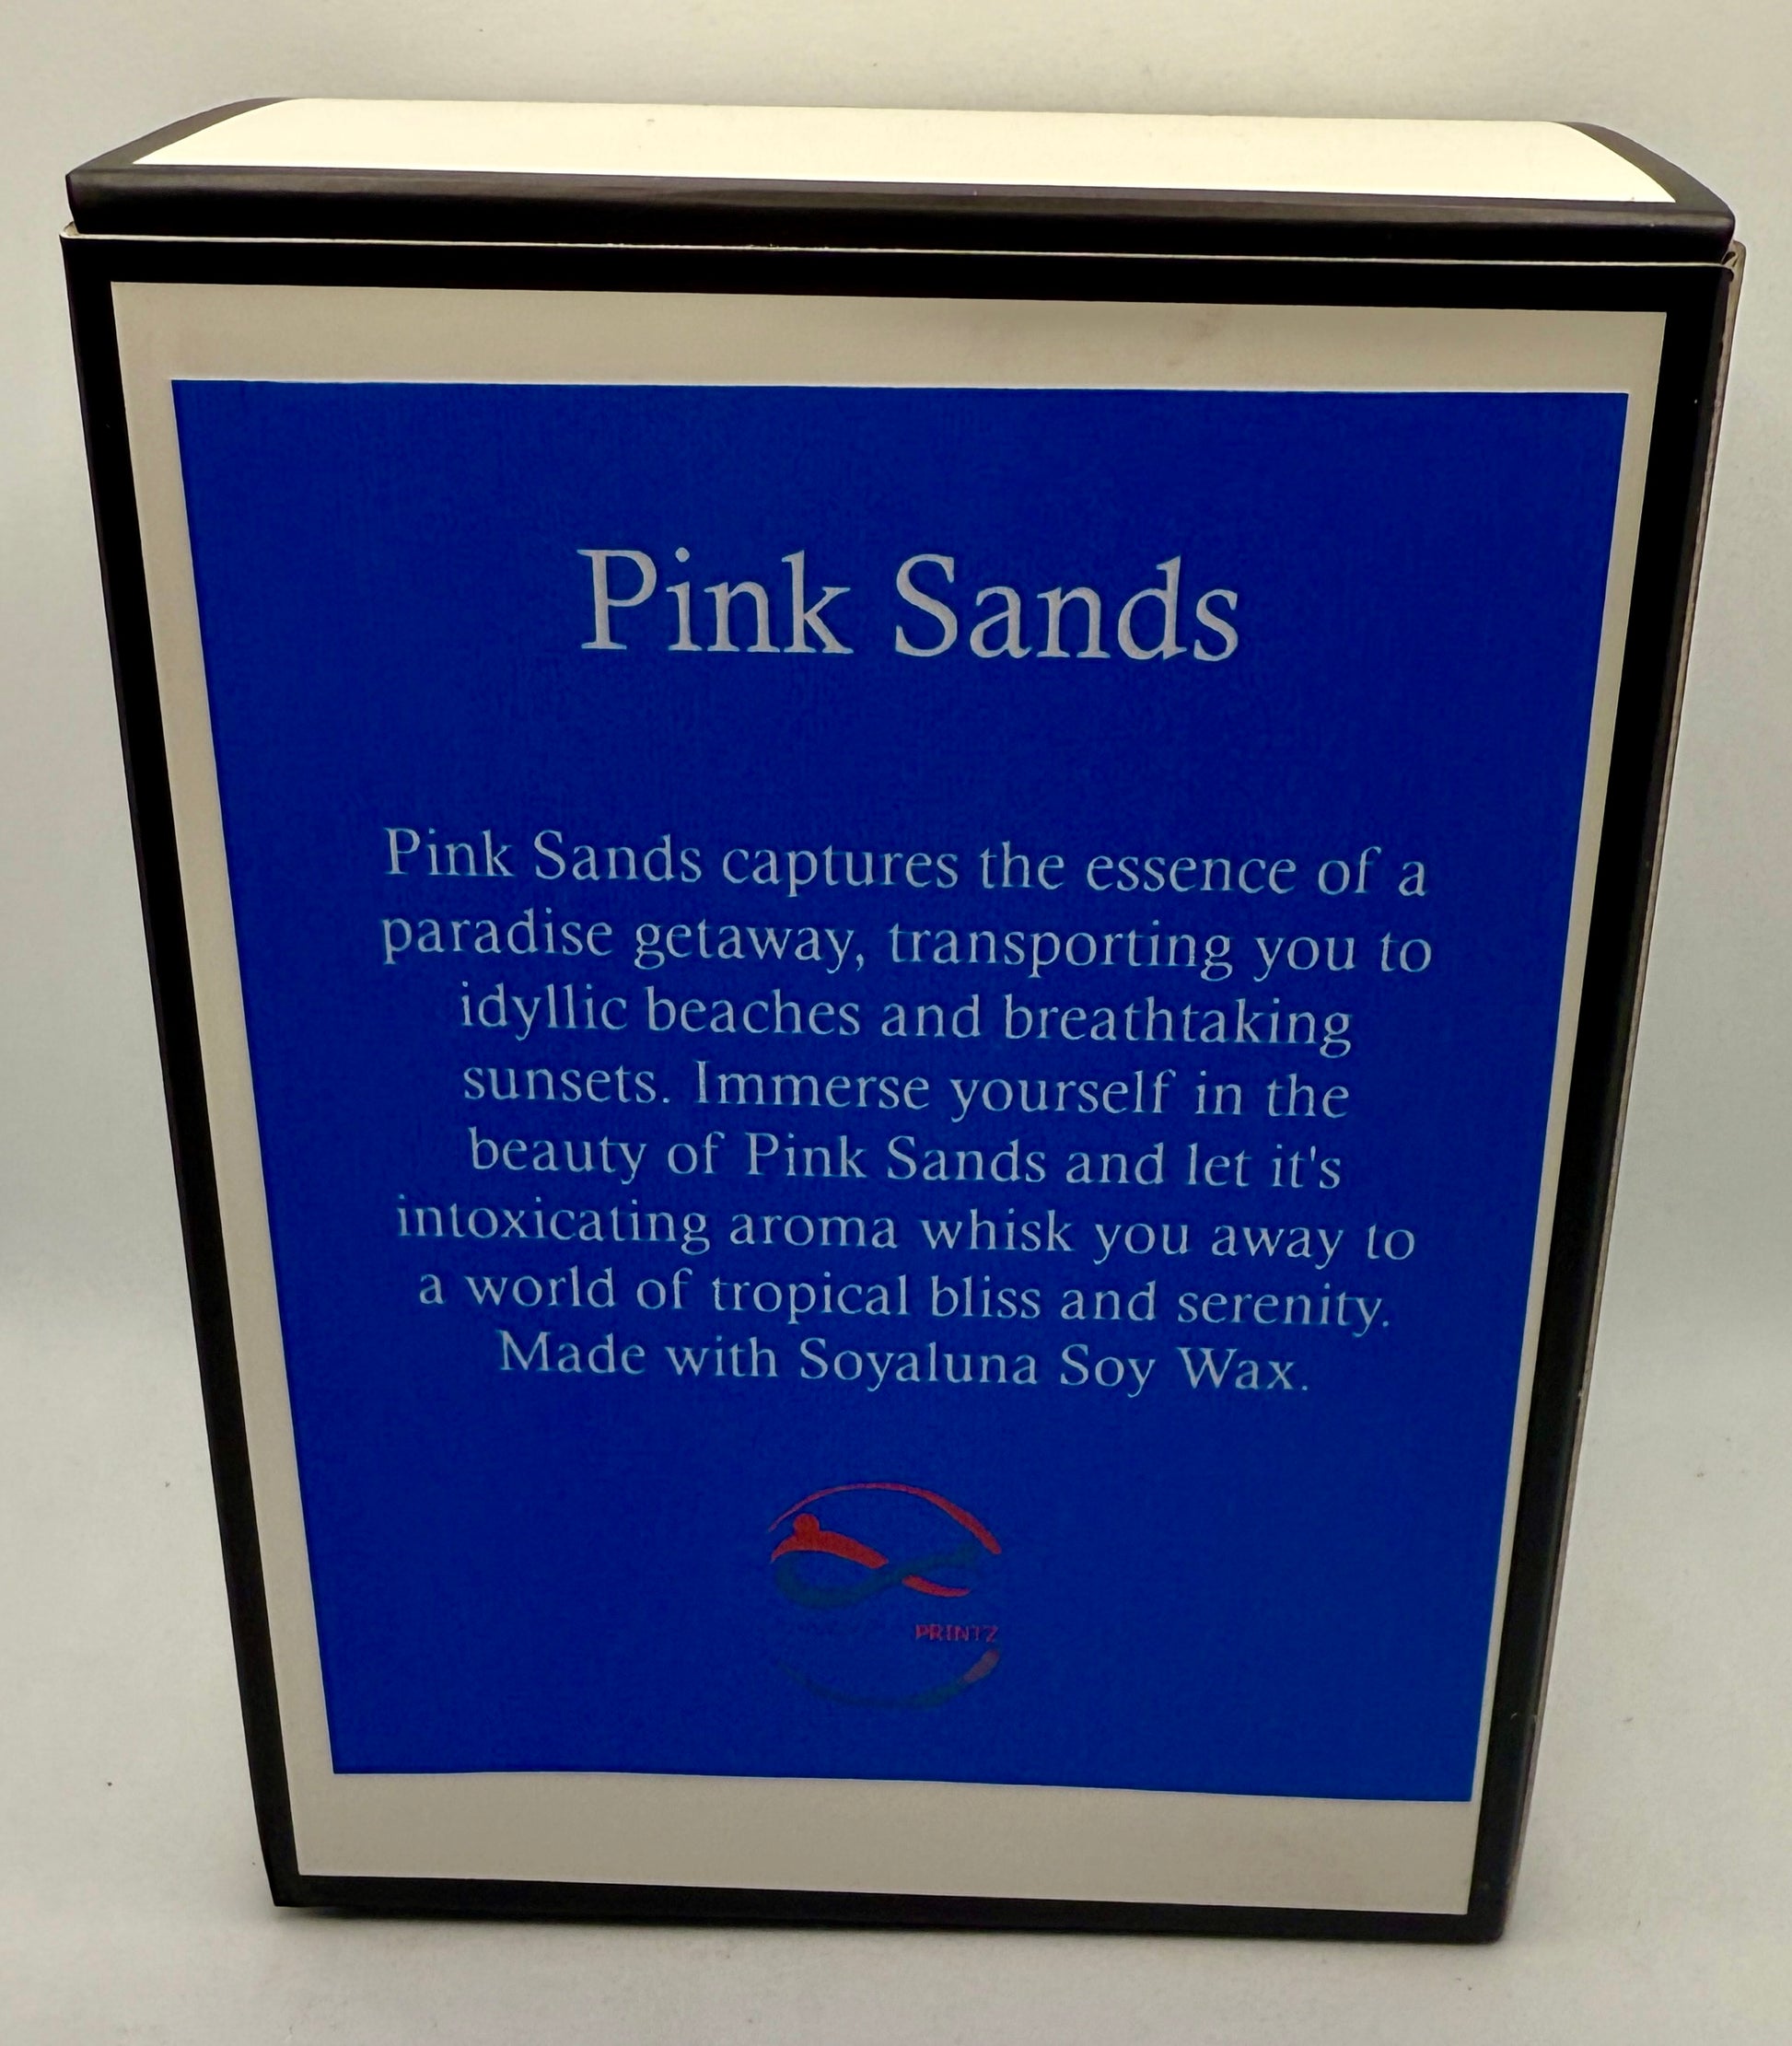 Pink Sands
Pink Sands captures the essence of a
paradise getaway, transporting you to
idyllic beaches and breathtaking
sunsets. Immerse yourself in the
beauty of Pink Sands and let it's
intoxicating aroma whisk you away to
a world of tropical bliss and serenity.
Made with Soyaluna Soy Wax.
PRINTZ